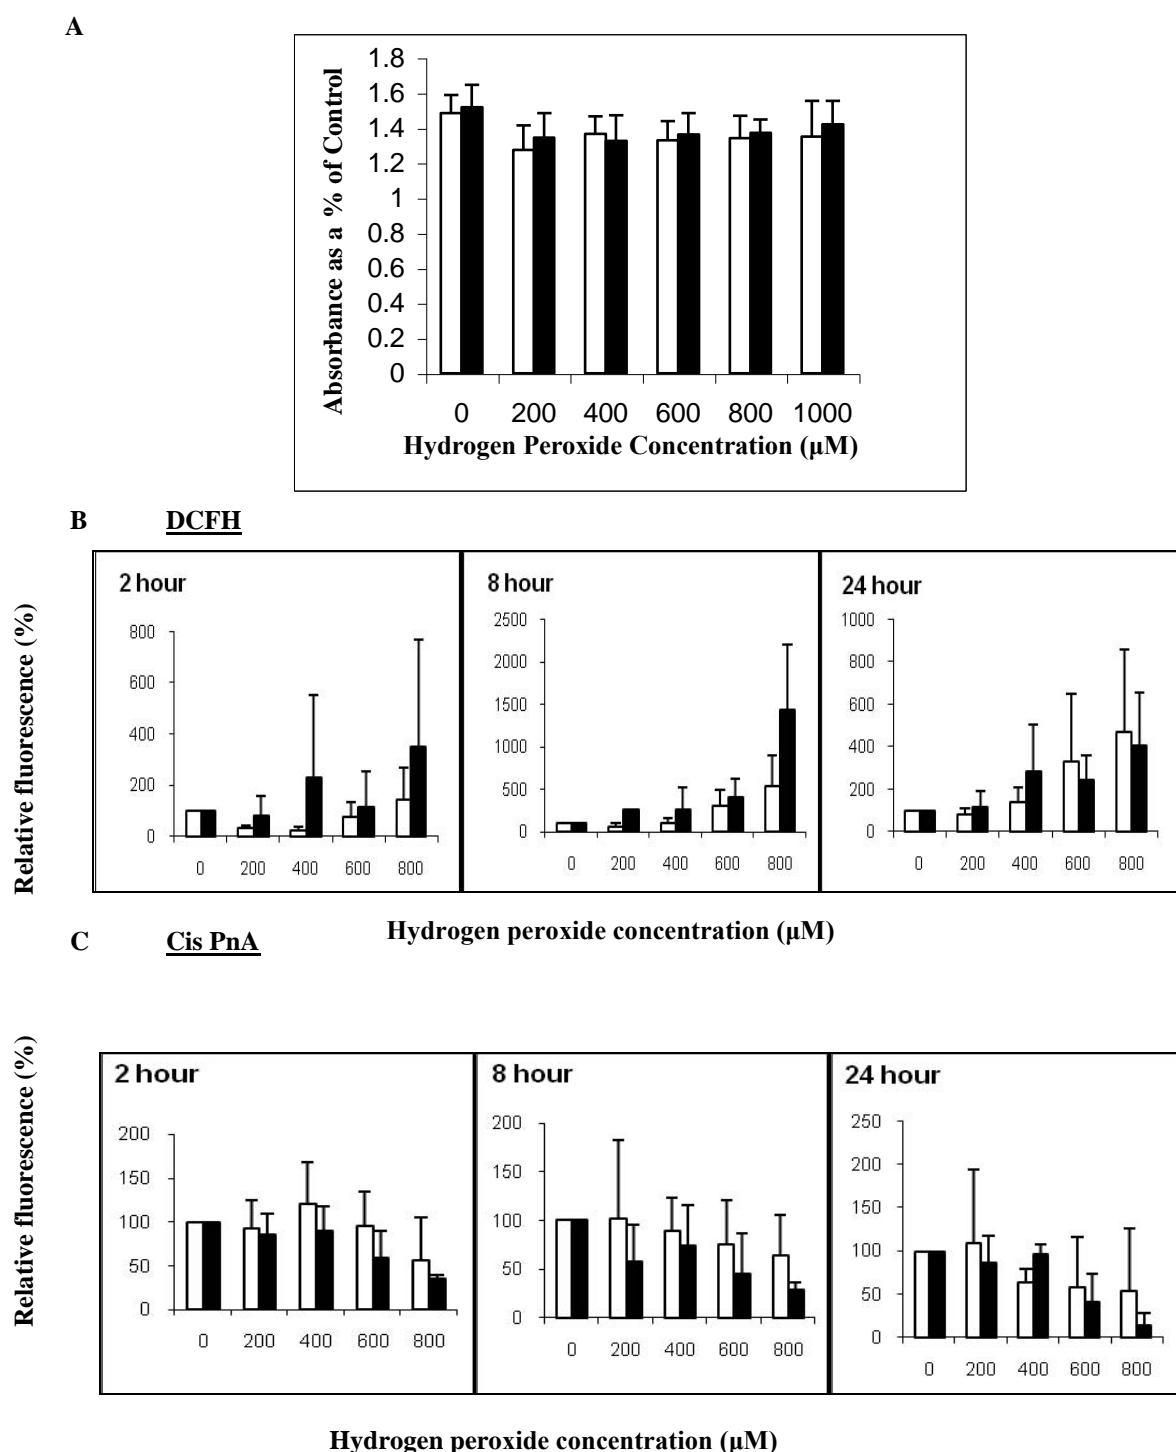 A
Absorbance as a % of Control
1.8
1.6
1.4
1.2
1
0.8
0.6
0.4
0.2
0
0 200 400 600 800 1000
Hydrogen Peroxide Concentration (µM)
B DCFH
Relative fluorescence (%)
2 hour
800
600
400
200
0
0 200 400 600 800
8 hour
2500
2000
1500
1000
500
0
0 200 400 600 800
24 hour
1000
800
600
400
200
0
0 200 400 600 800
Hydrogen peroxide concentration (µM)
C Cis PnA
Relative fluorescence (%)
2 hour
200
150
100
50
0
0 200 400 600 800
8 hour
200
150
100
50
0
0 200 400 600 800
24 hour
250
200
150
100
50
0
0 200 400 600 800
Hydrogen peroxide concentration (µM)